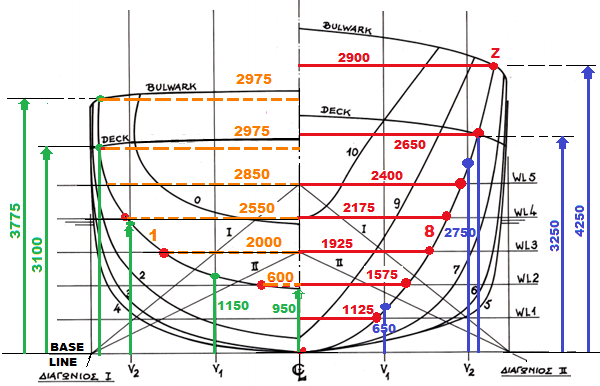 BULWARK
Z
2900
2975
BULWARK
DECK
DECK
2975
2650
10
2850
2400
WL5
9
0
2550
2175
WL4
I
I
1
8
2750
3775
3100
3250
4250
2000
1925
WL3
II
II
2
600
1575
7
WL2
3
6
4
1150
950
1125
5
WL1
650
BASE
LINE
ΔΙΑΓΩΝΙΟΣ I
V2
V1
℄
V1
V2
ΔΙΑΓΩΝΙΟΣ II